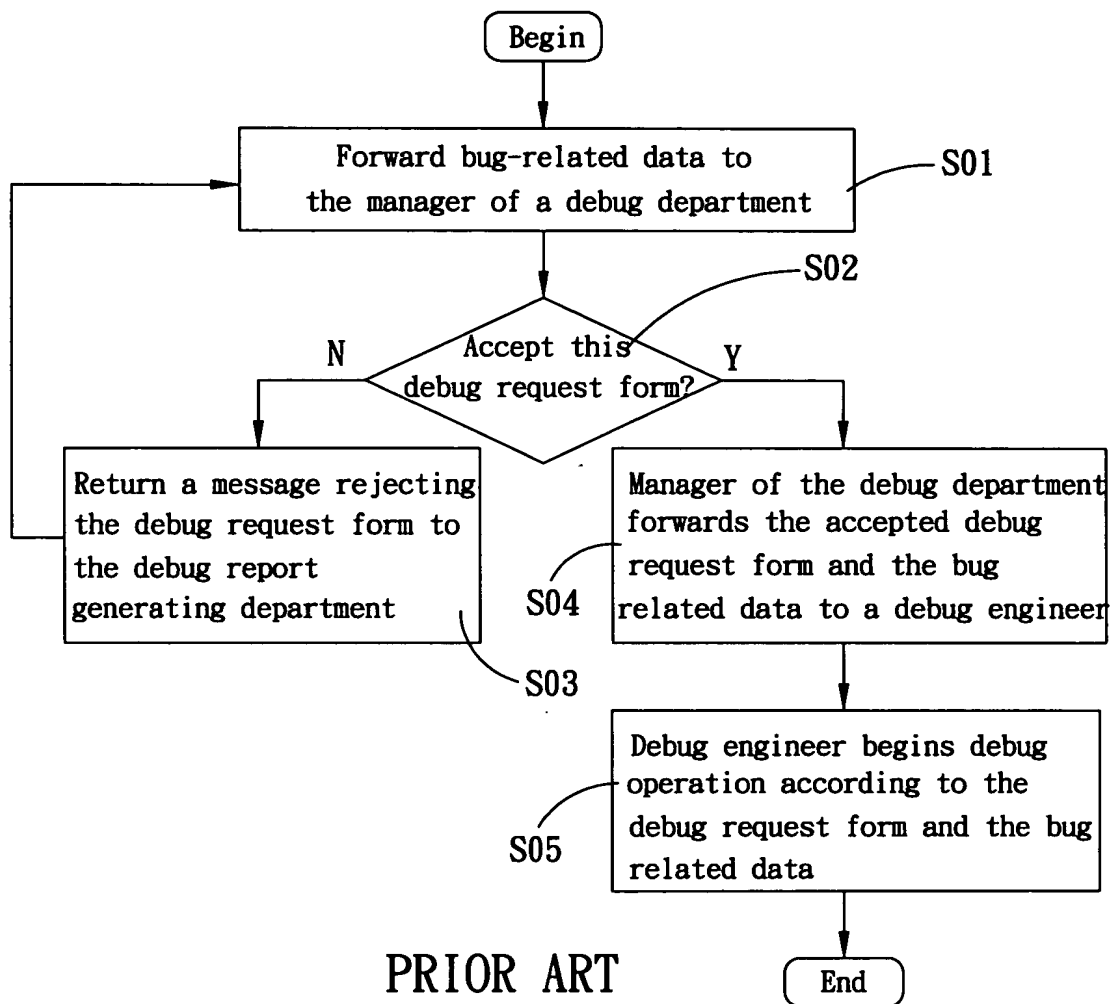 Begin
Forward bug-related data to
the manager of a debug department
S01
S02
Accept this
debug request form?
N
Y
Return a message rejecting
the debug request form to
the debug report
generating department
S03
Manager of the debug department
forwards the accepted debug
request form and the bug
related data to a debug engineer
S04
Debug engineer begins debug
operation according to the
debug request form and the bug
related data
S05
End
PRIOR ART